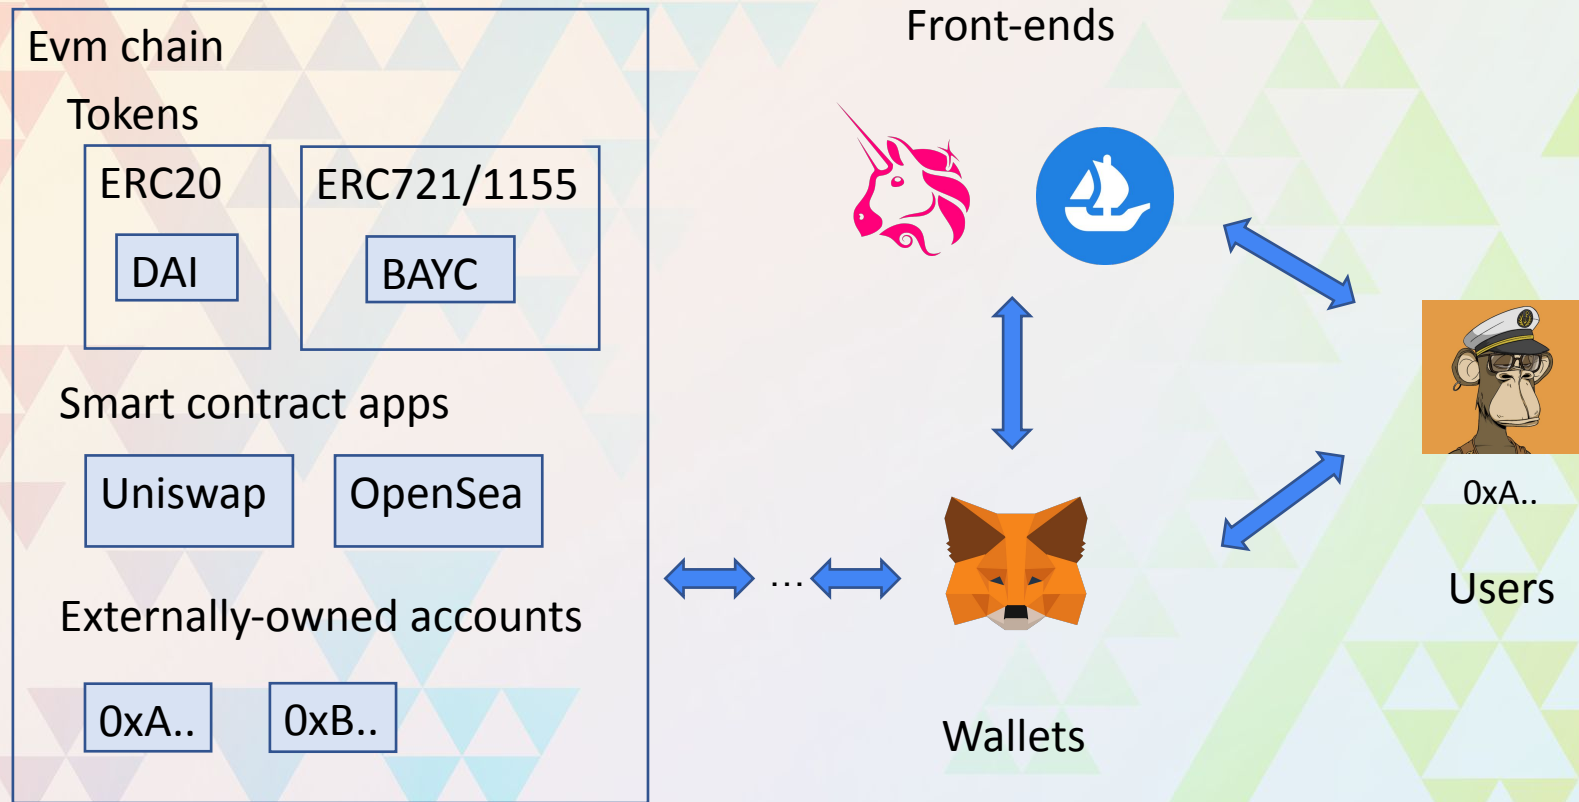 Evm chain
Tokens
ERC20
ERC721/1155
DAI
BAYC
Smart contract apps
Uniswap
OpenSea
Externally-owned accounts
0xA..
0xB..
Front-ends
...
Wallets
0xA..
Users